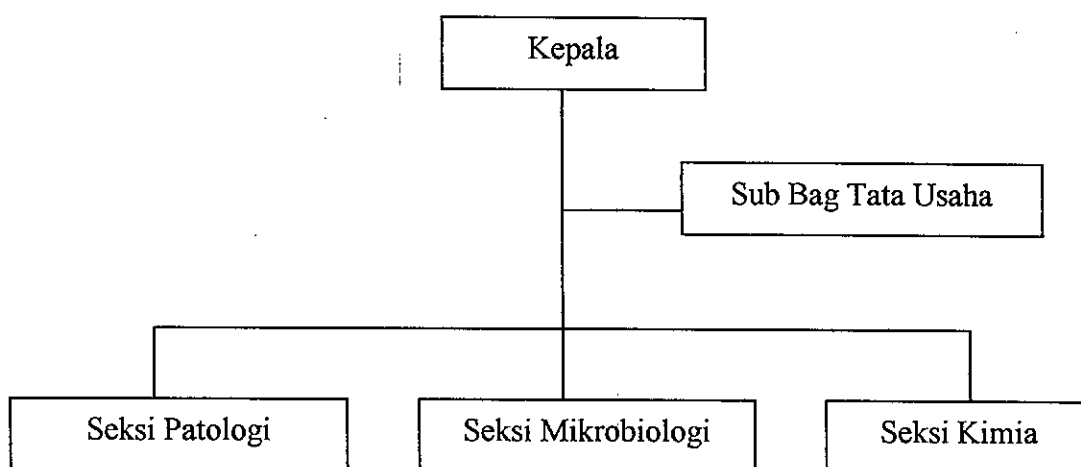 Kepala
Sub Bag Tata Usaha
Seksi Patologi
Seksi Mikrobiologi
Seksi Kimia